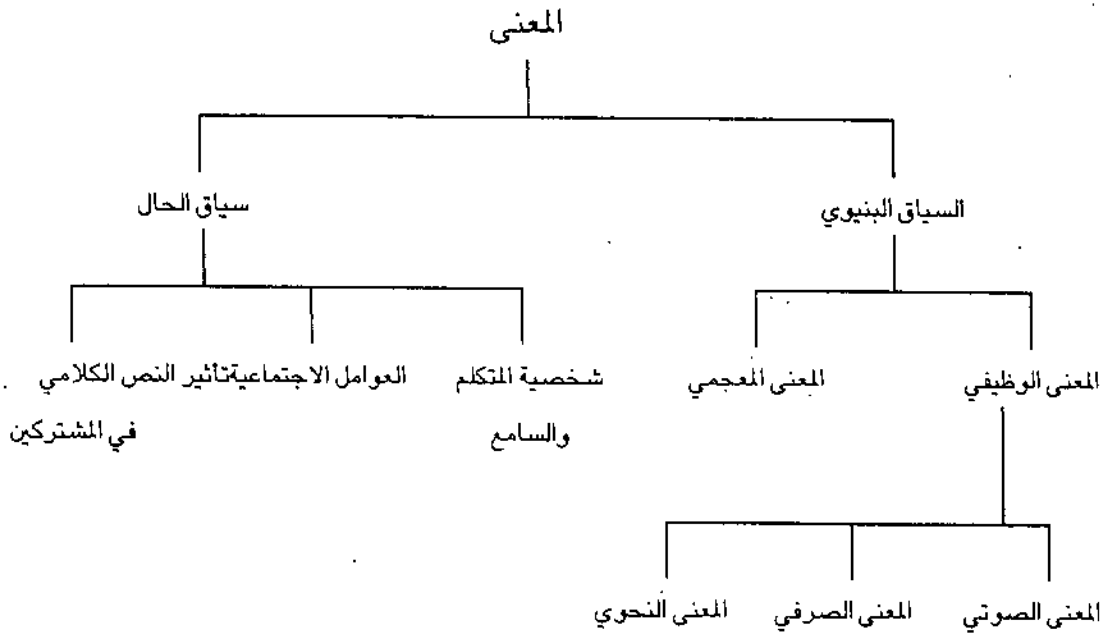 المعنى
السياق البنيوي
سياق الحال
المعنى الوظيفي
المعنى المعجمي
شخصية المتكلم
والسامع
العوامل الاجتماعية
تأثير النص الكلامي
في المشتركين
المعنى الصوتي
المعنى الصرفي
المعنى النحوي